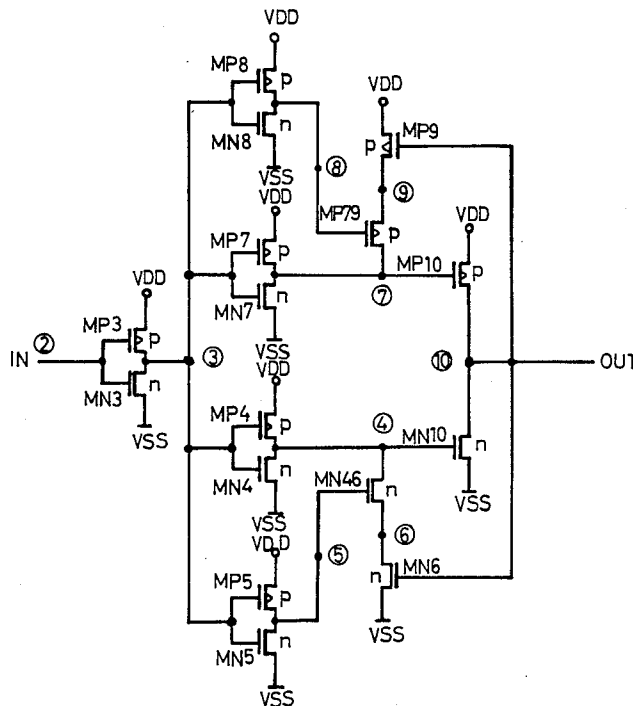 VDD
MP8
p
MN8
n
VSS
⑧
VDD
MP9
p
⑨
VDD
MP7
p
MN7
n
VSS
MP79
p
⑦
VDD
MP10
p
IN
②
VDD
MP3
p
MN3
n
VSS
③
⑩
OUT
VDD
MP4
p
MN4
n
VSS
④
MN10
n
VSS
MN46
n
⑥
MN6
n
VSS
VDD
⑤
MP5
p
MN5
n
VSS